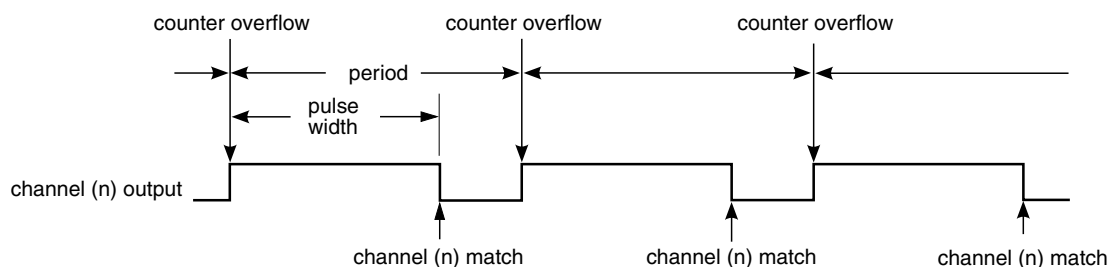 counter overflow
counter overflow
counter overflow
period
pulse
width
channel (n) output
channel (n) match
channel (n) match
channel (n) match